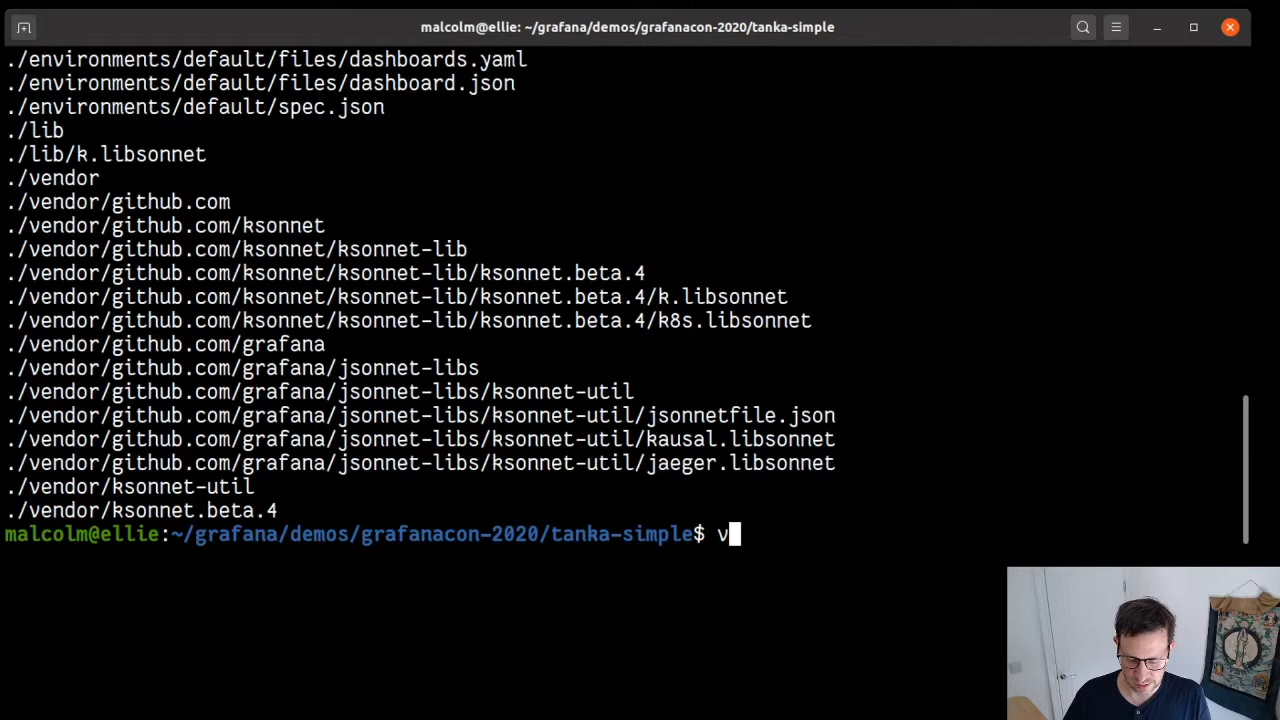 malcolm@ellie: ~/grafana/demos/grafanacon-2020/tanka-simple
./environments/default/files/dashboards.yaml
./environments/default/files/dashboard.json
./environments/default/spec.json
./lib
./lib/k.libsonnet
./vendor
./vendor/github.com
./vendor/github.com/ksonnet
./vendor/github.com/ksonnet/ksonnet-lib
./vendor/github.com/ksonnet/ksonnet-lib/ksonnet.beta.4
./vendor/github.com/ksonnet/ksonnet-lib/ksonnet.beta.4/k.libsonnet
./vendor/github.com/ksonnet/ksonnet-lib/ksonnet.beta.4/k8s.libsonnet
./vendor/github.com/grafana
./vendor/github.com/grafana/jsonnet-libs
./vendor/github.com/grafana/jsonnet-libs/ksonnet-util
./vendor/github.com/grafana/jsonnet-libs/ksonnet-util/jsonnetfile.json
./vendor/github.com/grafana/jsonnet-libs/ksonnet-util/kausal.libsonnet
./vendor/github.com/grafana/jsonnet-libs/ksonnet-util/jaeger.libsonnet
./vendor/ksonnet-util
./vendor/ksonnet.beta.4
malcolm@ellie:~/grafana/demos/grafanacon-2020/tanka-simple$ v